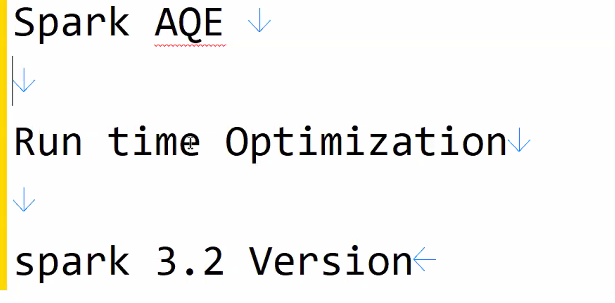 Spark AQE
Run time Optimization
spark 3.2 Version